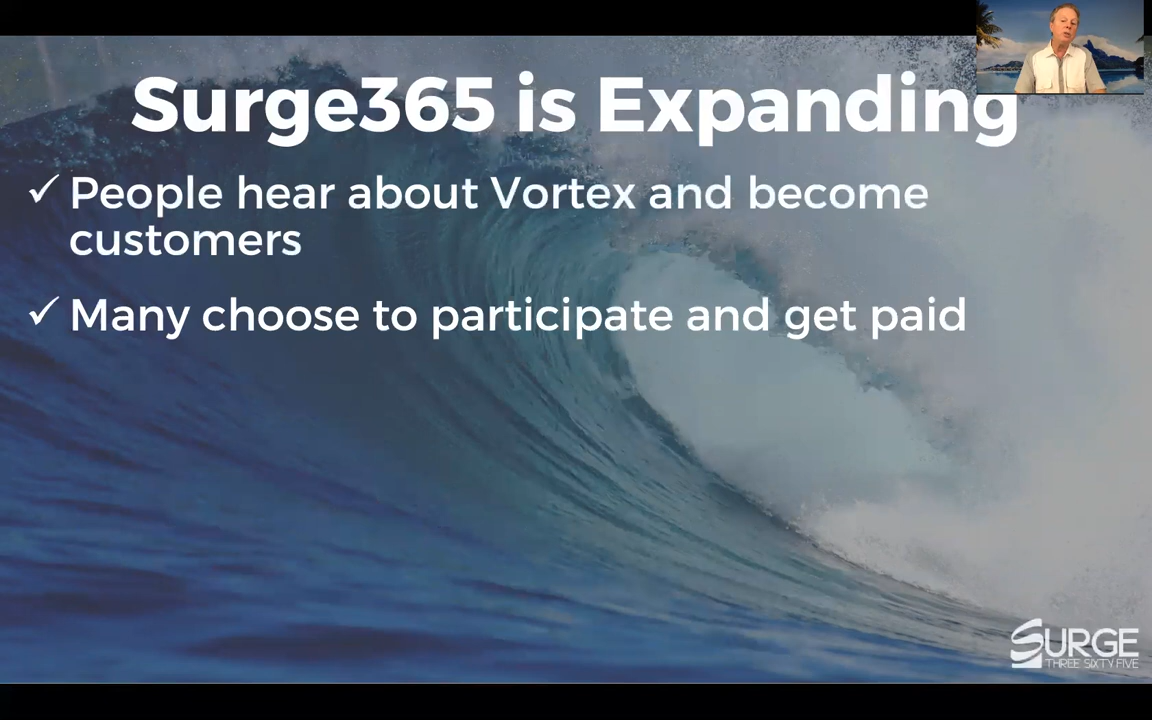 Surge365 is Expanding
✓ People hear about Vortex and become
customers
✓ Many choose to participate and get paid
SURGE
THREE SIXTY FIVE